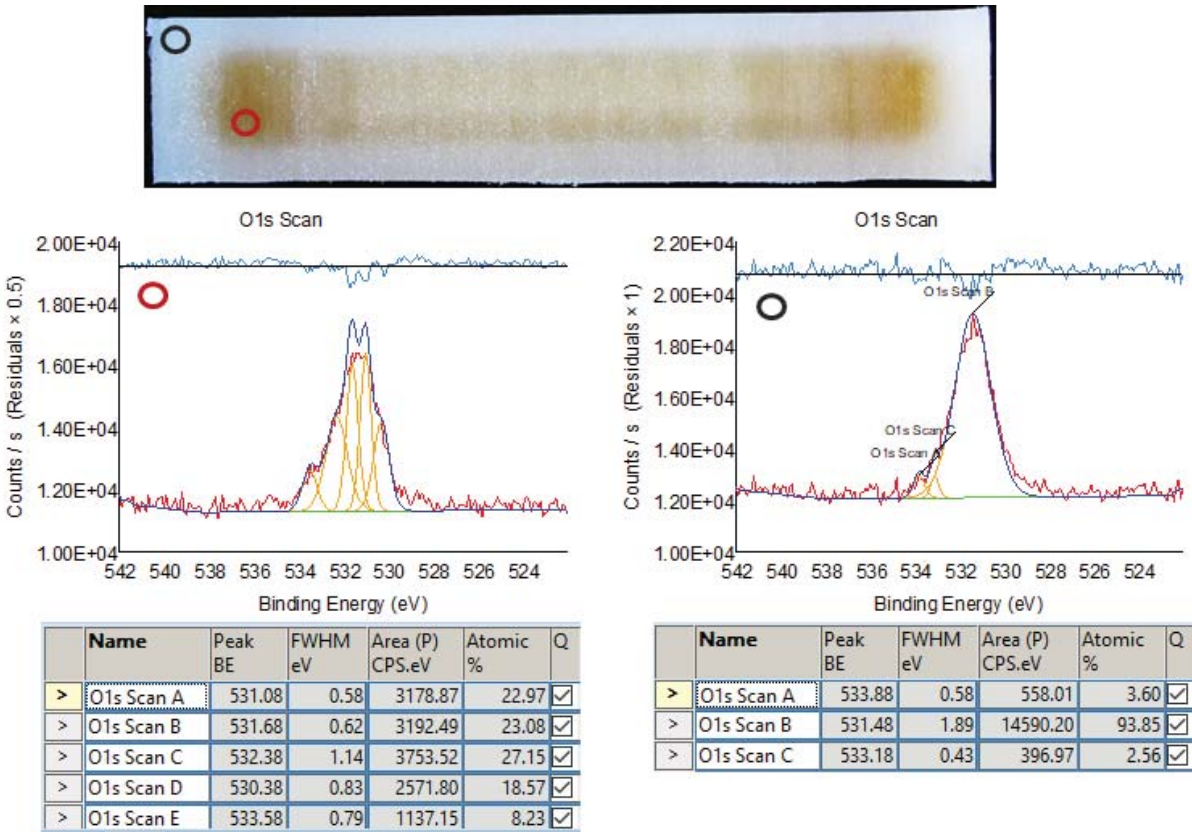 O1s Scan
2.00E+04
1.80E+04
1.60E+04
1.40E+04
1.20E+04
1.00E+04
Counts / s (Residuals × 0.5)
542 540 538 536 534 532 530 528 526 524
Binding Energy (eV)
Name Peak BE FWHM eV Area (P) CPS.eV Atomic % Q
> O1s Scan A 531.08 0.58 3178.87 22.97
> O1s Scan B 531.68 0.62 3192.49 23.08
> O1s Scan C 532.38 1.14 3753.52 27.15
> O1s Scan D 530.38 0.83 2571.80 18.57
> O1s Scan E 533.58 0.79 1137.15 8.23
O1s Scan
2.20E+04
2.00E+04
1.80E+04
1.60E+04
1.40E+04
1.20E+04
1.00E+04
Counts / s (Residuals × 1)
O1s Scan B
O1s Scan C
O1s Scan A
542 540 538 536 534 532 530 528 526 524
Binding Energy (eV)
Name Peak BE FWHM eV Area (P) CPS.eV Atomic % Q
> O1s Scan A 533.88 0.58 558.01 3.60
> O1s Scan B 531.48 1.89 14590.20 93.85
> O1s Scan C 533.18 0.43 396.97 2.56